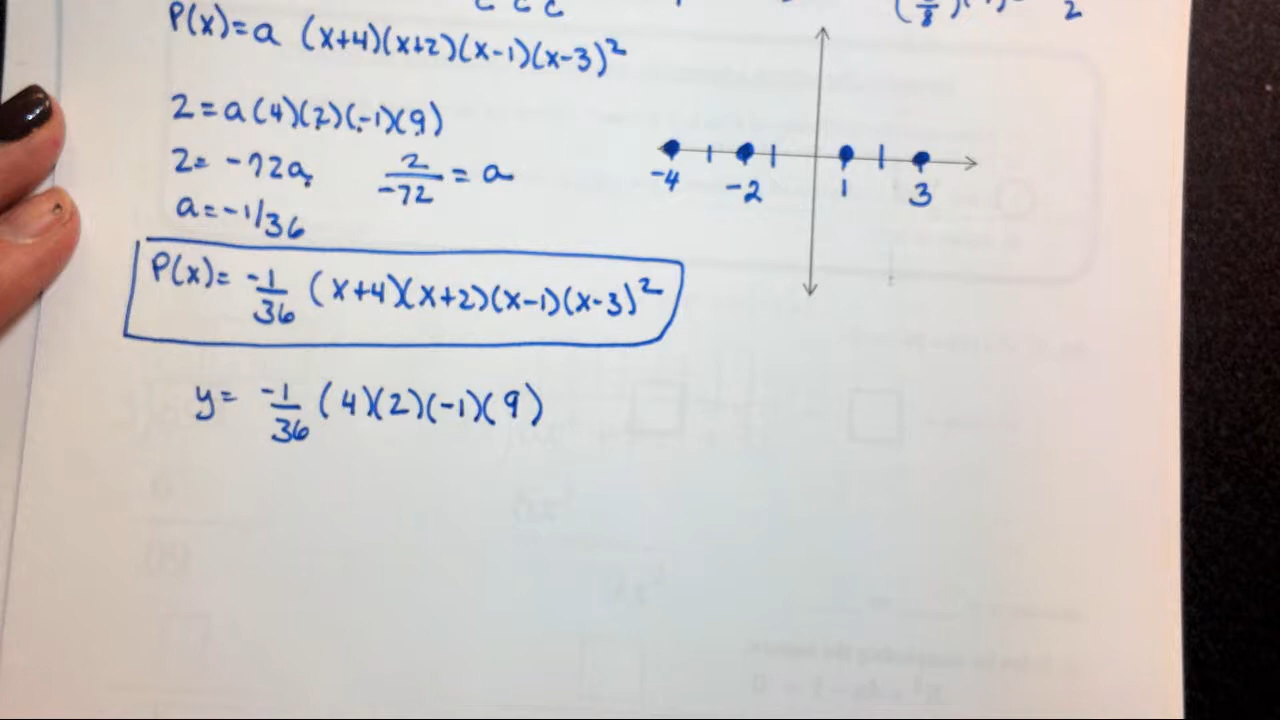 P(x) = a (x+4)(x+2)(x-1)(x-3)²
2 = a(4)(2)(-1)(9)
2 = -72a
2/-72 = a
a = -1/36
P(x) = -1/36 (x+4)(x+2)(x-1)(x-3)²
y = -1/36 (4)(2)(-1)(9)
-4 -2 1 3